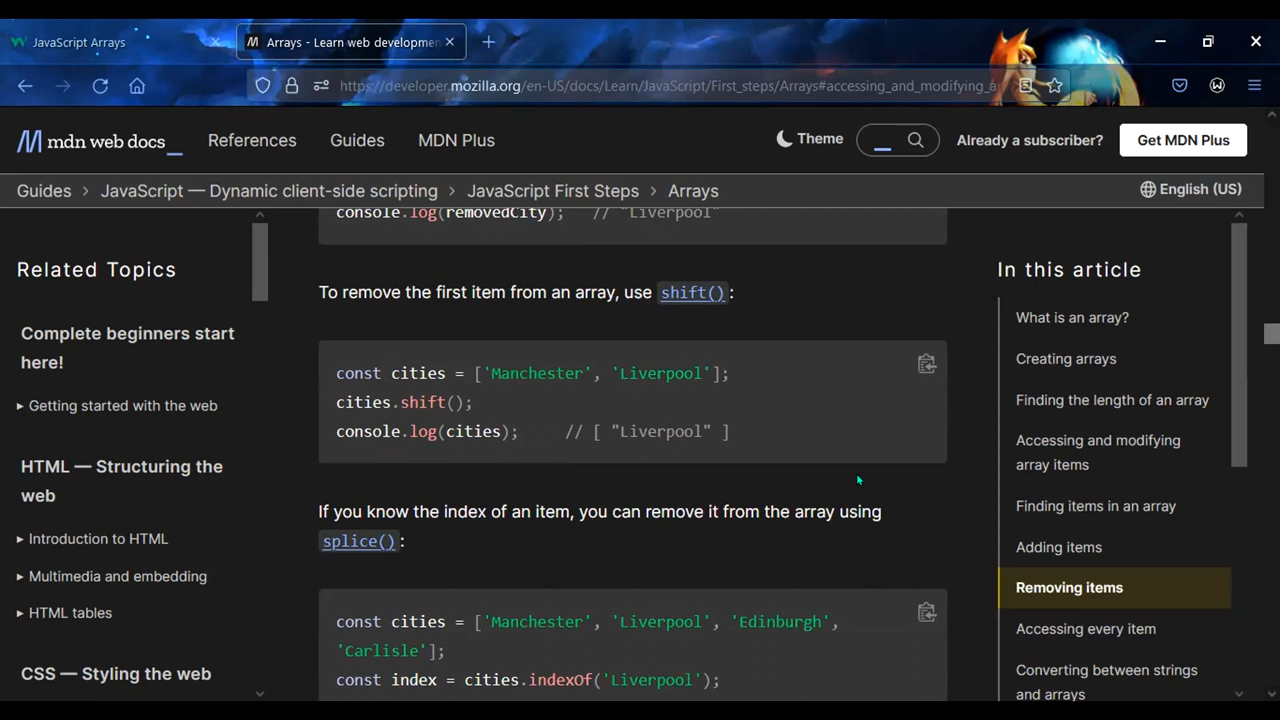 JavaScript Arrays
Arrays - Learn web developmen
https://developer.mozilla.org/en-US/docs/Learn/JavaScript/First_steps/Arrays#accessing_and_modifying_a
mdn web docs_
References
Guides
MDN Plus
Theme
Already a subscriber?
Get MDN Plus
Guides > JavaScript — Dynamic client-side scripting > JavaScript First Steps > Arrays
English (US)
Related Topics
Complete beginners start
here!
▸ Getting started with the web
HTML — Structuring the
web
▸ Introduction to HTML
▸ Multimedia and embedding
▸ HTML tables
CSS — Styling the web
console.log(removedCity); // "Liverpool"
To remove the first item from an array, use shift():
const cities = ['Manchester', 'Liverpool'];
cities.shift();
console.log(cities); // [ "Liverpool" ]
If you know the index of an item, you can remove it from the array using
splice():
const cities = ['Manchester', 'Liverpool', 'Edinburgh',
'Carlisle'];
const index = cities.indexOf('Liverpool');
In this article
What is an array?
Creating arrays
Finding the length of an array
Accessing and modifying
array items
Finding items in an array
Adding items
Removing items
Accessing every item
Converting between strings
and arrays